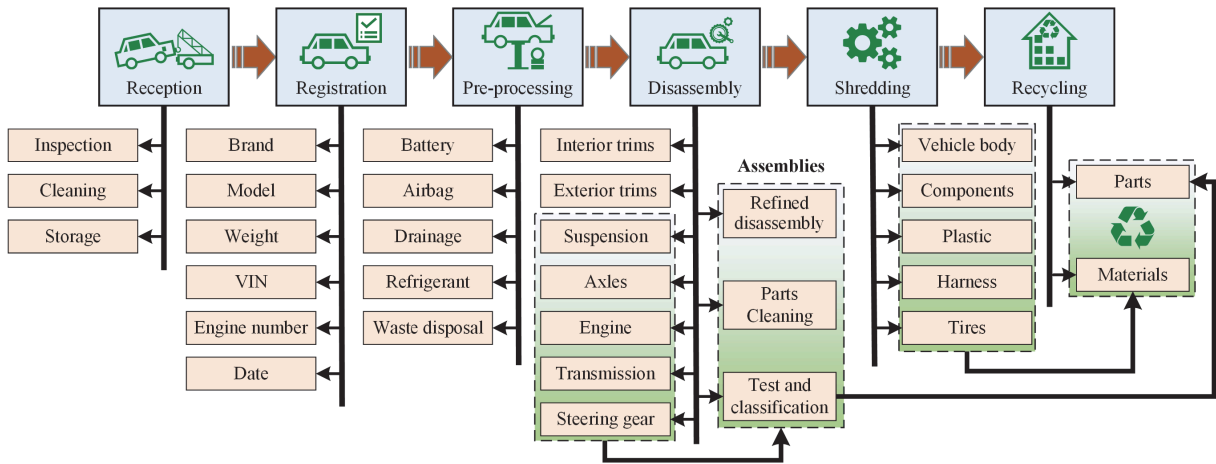 Reception
Registration
Pre-processing
Disassembly
Shredding
Recycling
Inspection
Cleaning
Storage
Brand
Model
Weight
VIN
Engine number
Date
Battery
Airbag
Drainage
Refrigerant
Waste disposal
Interior trims
Exterior trims
Suspension
Axles
Engine
Transmission
Steering gear
Assemblies
Refined
disassembly
Parts
Cleaning
Test and
classification
Vehicle body
Components
Plastic
Harness
Tires
Parts
Materials